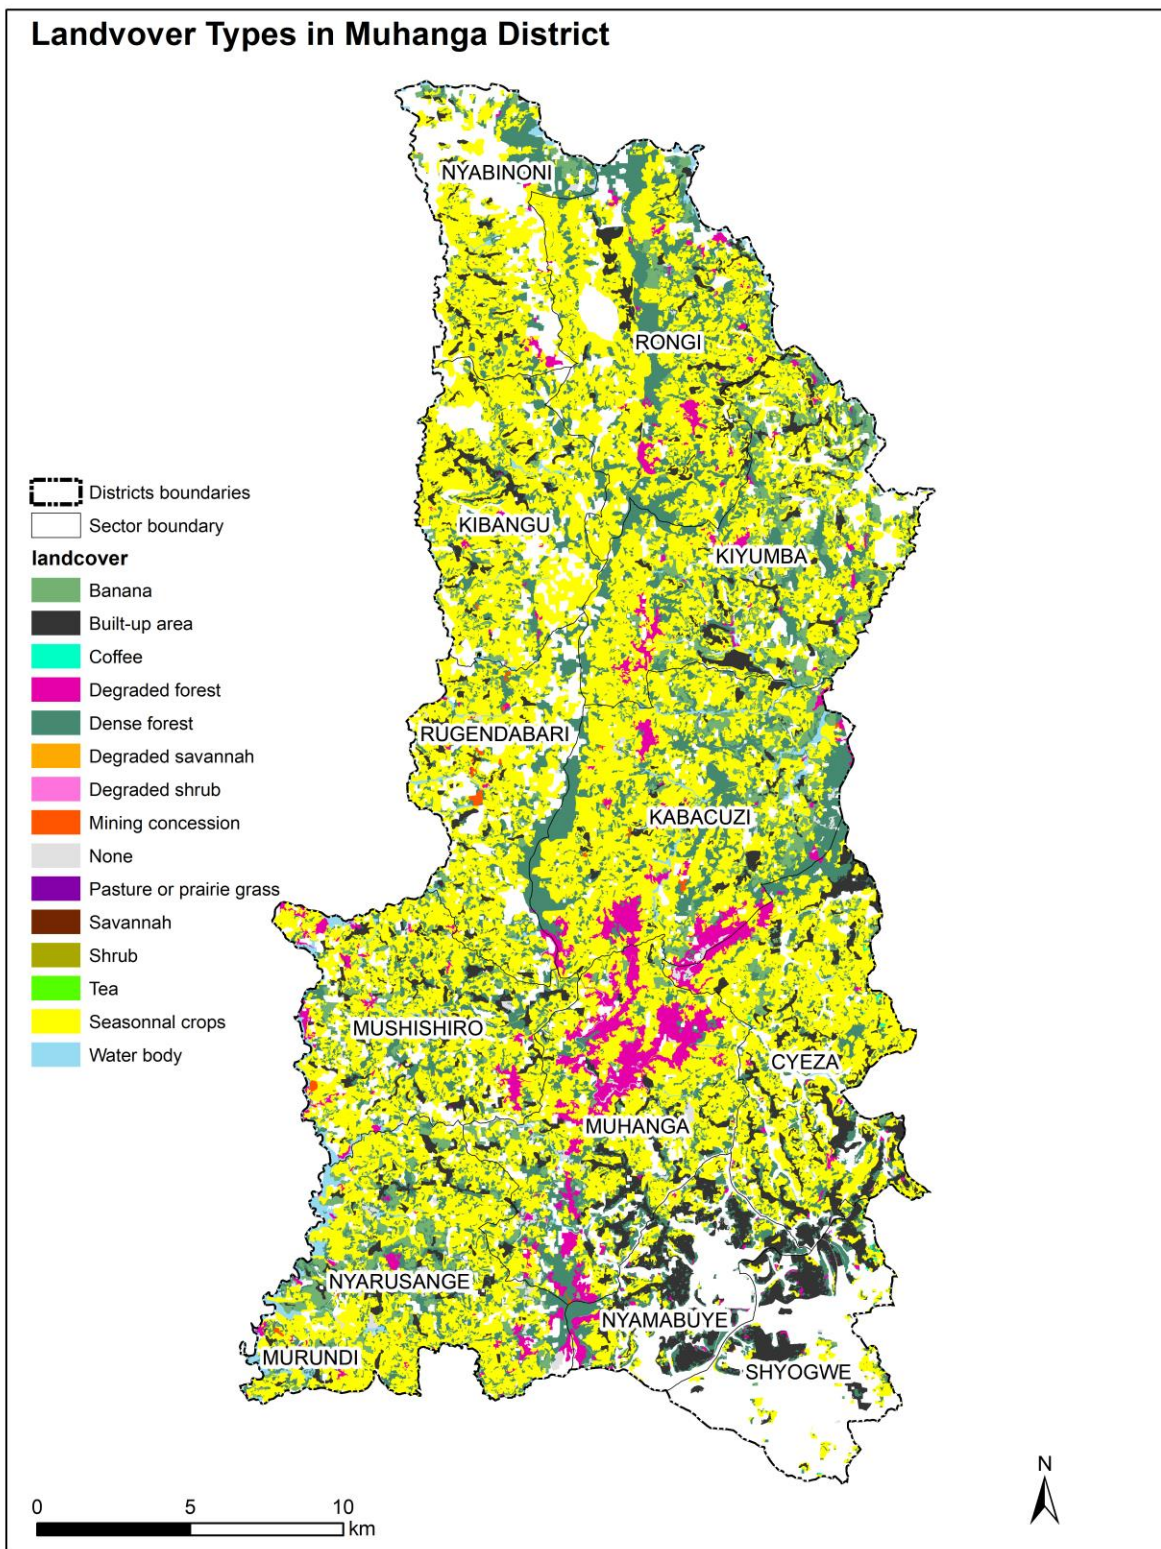 Landvover Types in Muhanga District
NYABINONI
RONGI
KIBANGU
KIYUMBA
RUGENDABARI
KABACUZI
MUSHISHIRO
CYEZA
MUHANGA
NYARUSANGE
NYAMABUYE
MURUNDI
SHYOGWE
Districts boundaries
Sector boundary
landcover
Banana
Built-up area
Coffee
Degraded forest
Dense forest
Degraded savannah
Degraded shrub
Mining concession
None
Pasture or prairie grass
Savannah
Shrub
Tea
Seasonnal crops
Water body
0 5 10
km
N